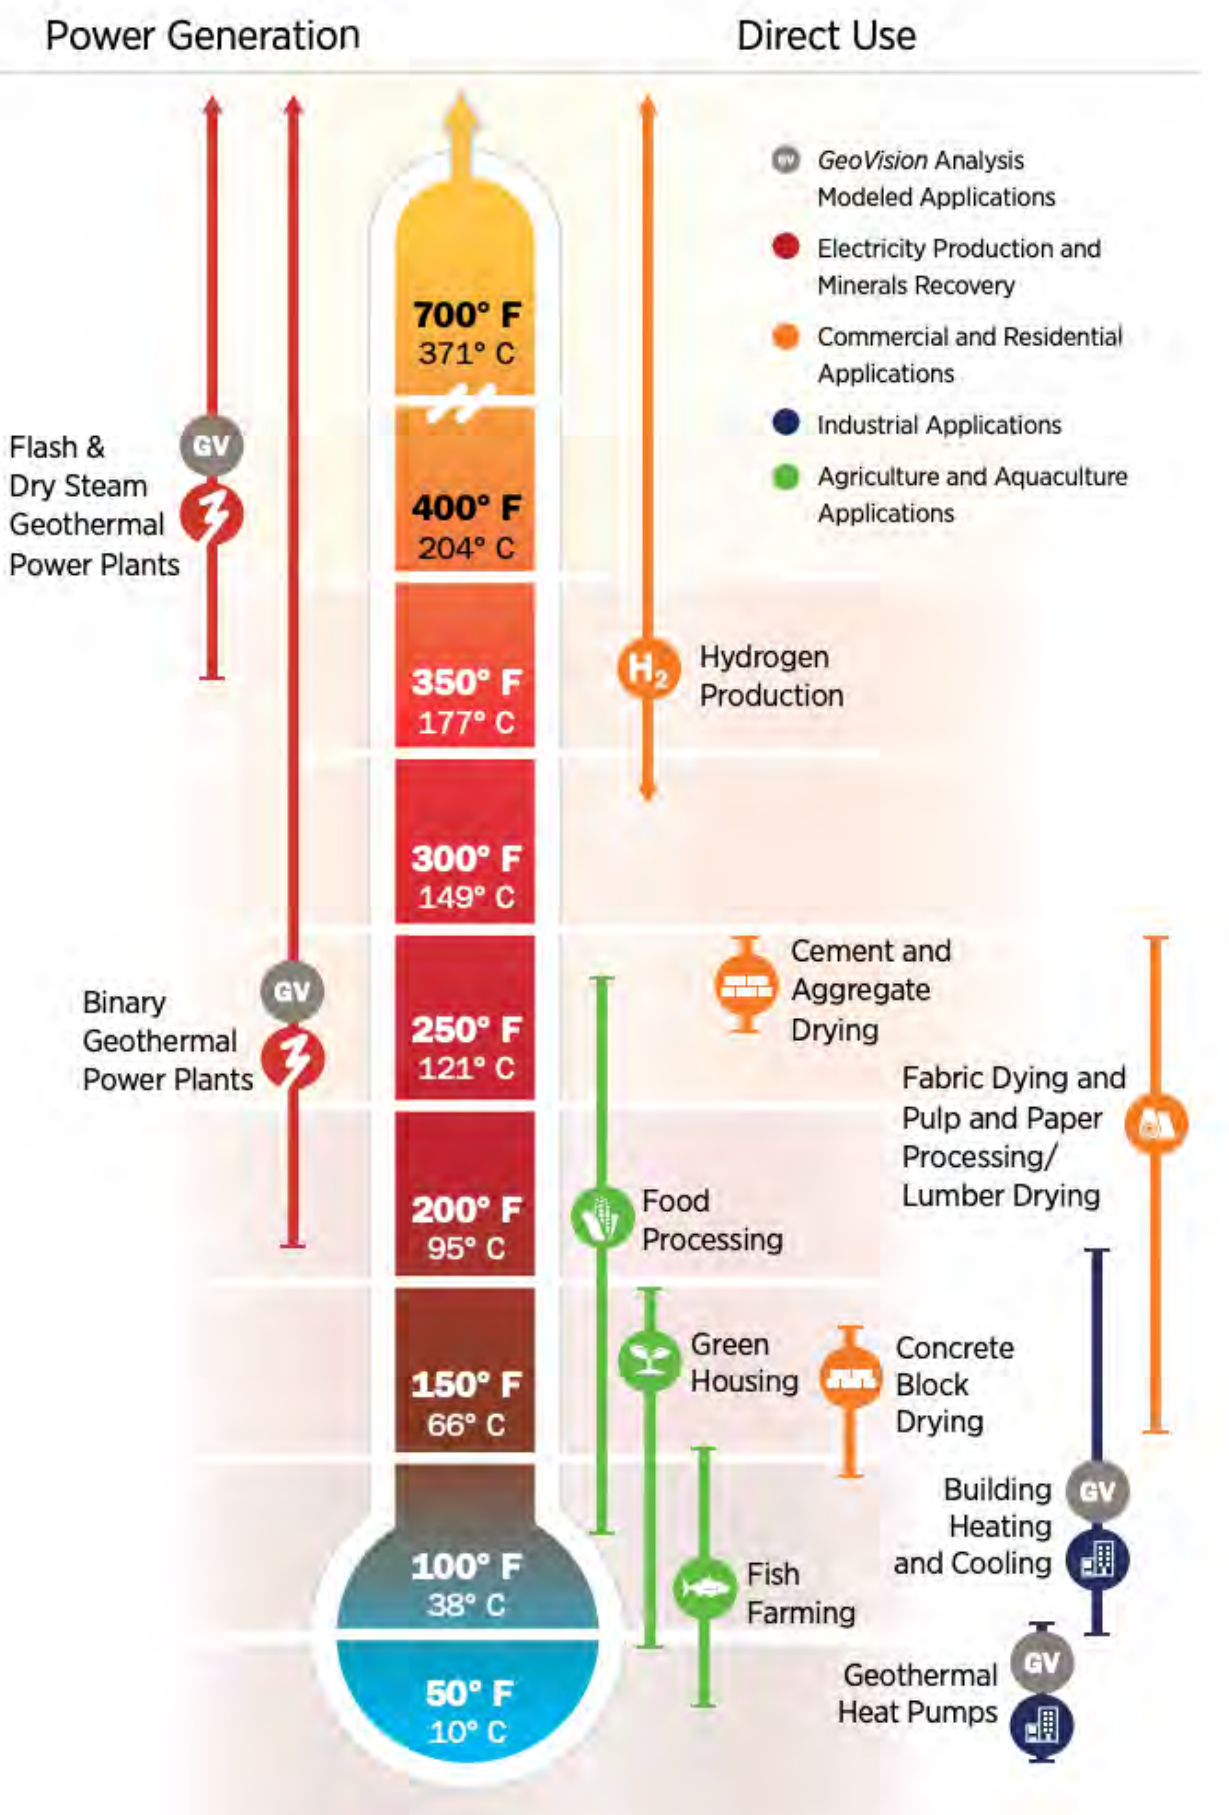 Power Generation
Direct Use
GV
GeoVision Analysis
Modeled Applications
Electricity Production and
Minerals Recovery
Commercial and Residential
Applications
Industrial Applications
Agriculture and Aquaculture
Applications
700° F
371° C
400° F
204° C
350° F
177° C
300° F
149° C
250° F
121° C
200° F
95° C
150° F
66° C
100° F
38° C
50° F
10° C
GV
Flash &
Dry Steam
Geothermal
Power Plants
GV
Binary
Geothermal
Power Plants
H₂
Hydrogen
Production
Cement and
Aggregate
Drying
Fabric Dying and
Pulp and Paper
Processing/
Lumber Drying
Food
Processing
Green
Housing
Concrete
Block
Drying
GV
Building
Heating
and Cooling
Fish
Farming
GV
Geothermal
Heat Pumps